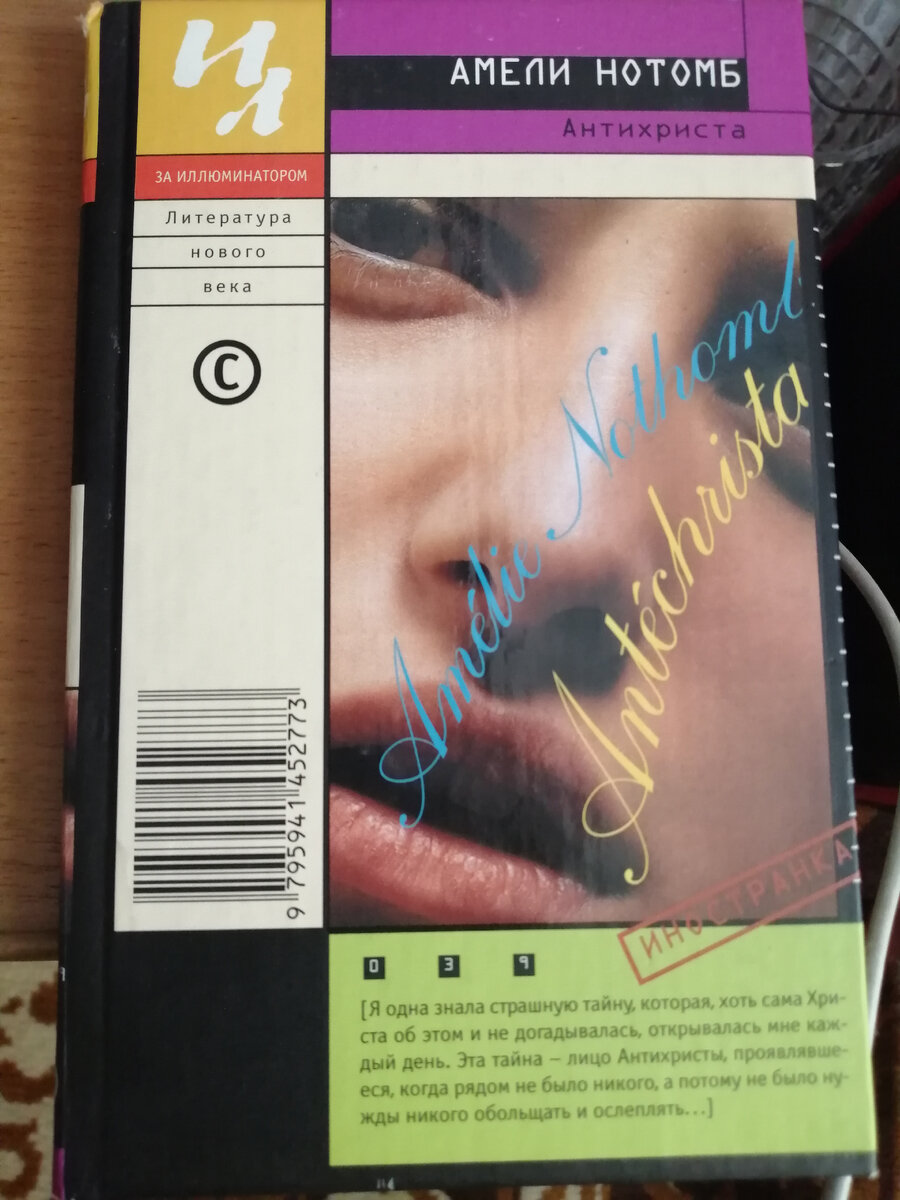 ИЛ
ЗА ИЛЛЮМИНАТОРОМ
Литература
нового
века
©
9 795941 452773
АМЕЛИ НОТОМБ
Антихриста
Amélie Nothomb
Antéchrista
ИНОСТРАНКА
0 3 9
[Я одна знала страшную тайну, которая, хоть сама Хри-
ста об этом и не догадывалась, открывалась мне каж-
дый день. Эта тайна – лицо Антихристы, проявлявше-
еся, когда рядом не было никого, а потому не было ну-
жды никого обольщать и ослеплять...]